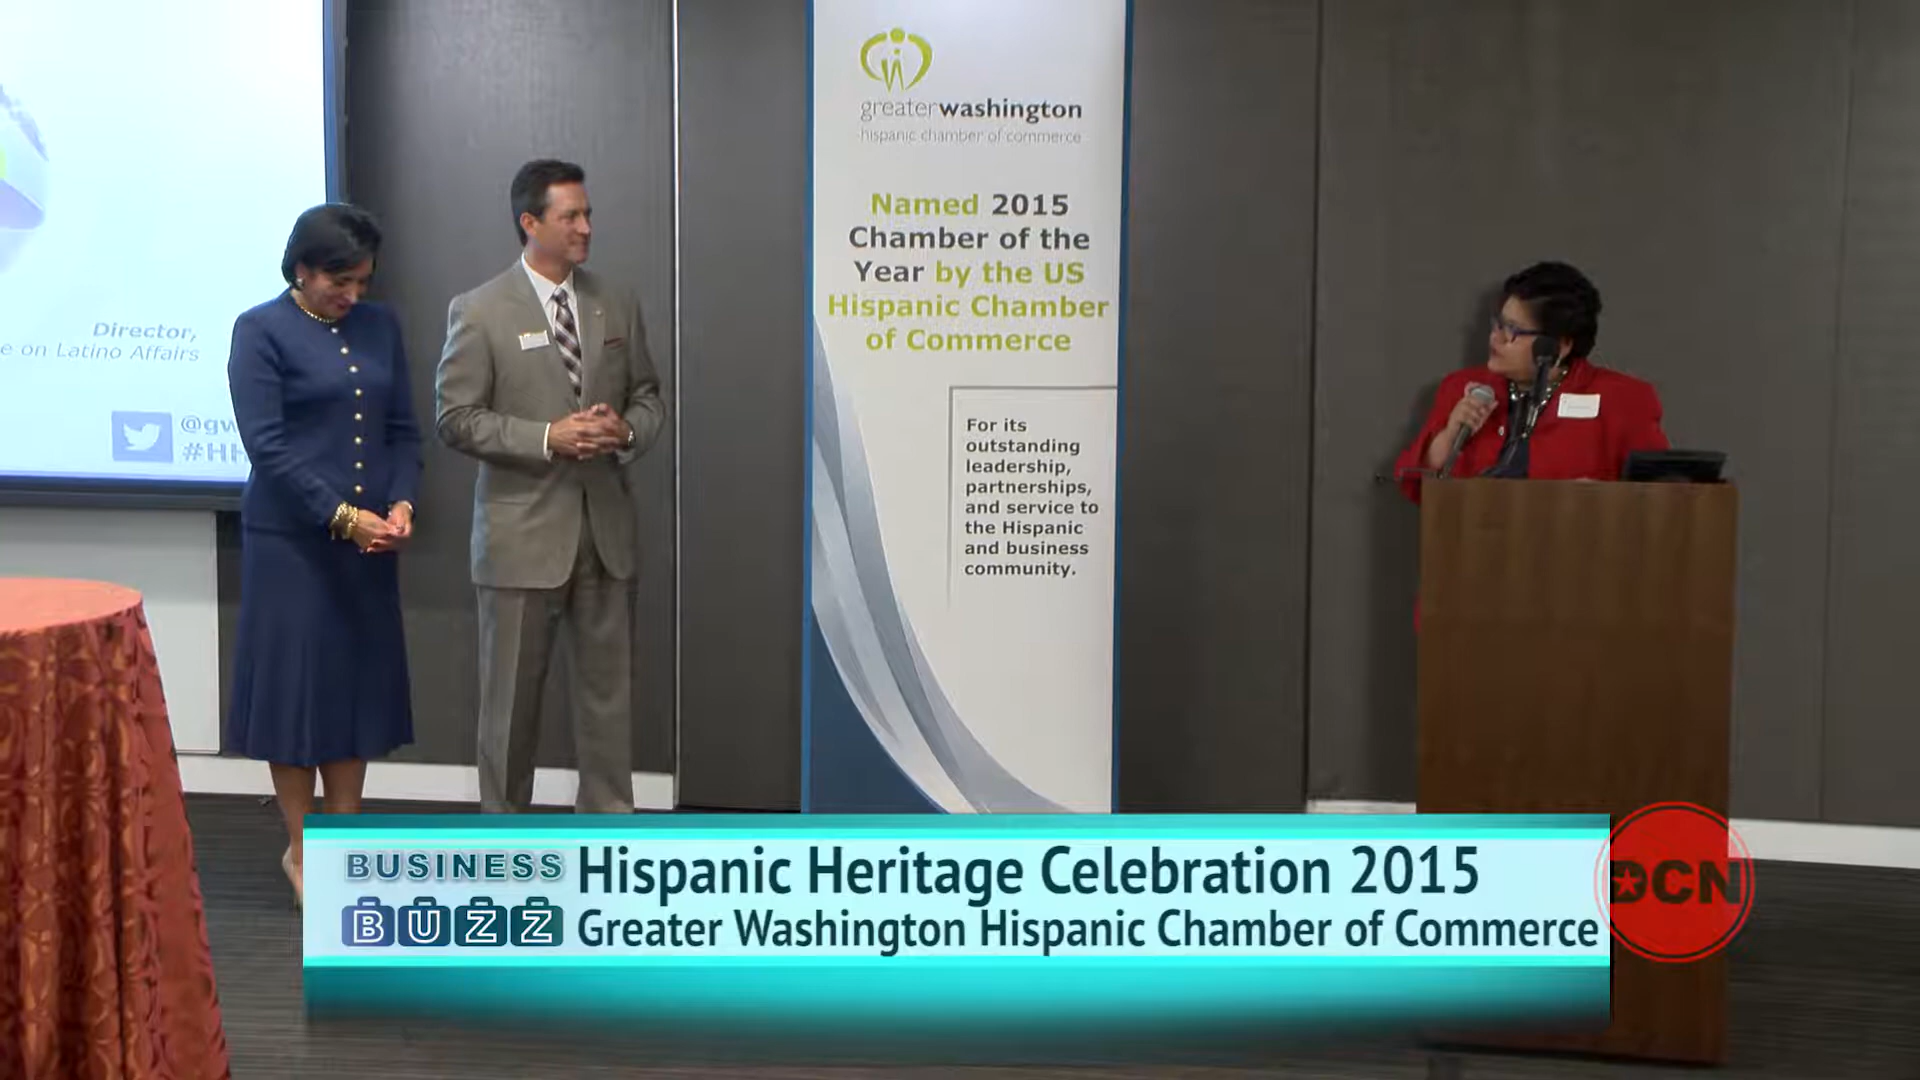 greaterwashington
hispanic chamber of commerce
Named 2015
Chamber of the
Year by the US
Hispanic Chamber
of Commerce
For its
outstanding
leadership,
partnerships,
and service to
the Hispanic
and business
community.
Director,
e on Latino Affairs
@gw
#HH
BUSINESS
BUZZ
Hispanic Heritage Celebration 2015
Greater Washington Hispanic Chamber of Commerce
DCN